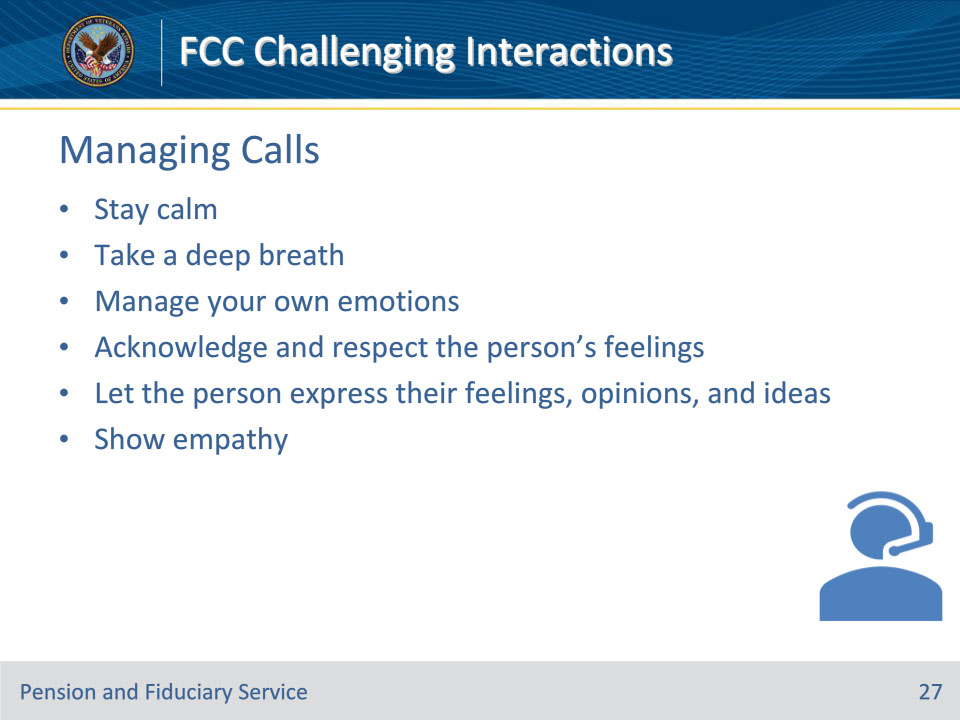 FCC Challenging Interactions
Managing Calls
• Stay calm
• Take a deep breath
• Manage your own emotions
• Acknowledge and respect the person’s feelings
• Let the person express their feelings, opinions, and ideas
• Show empathy
Pension and Fiduciary Service
27